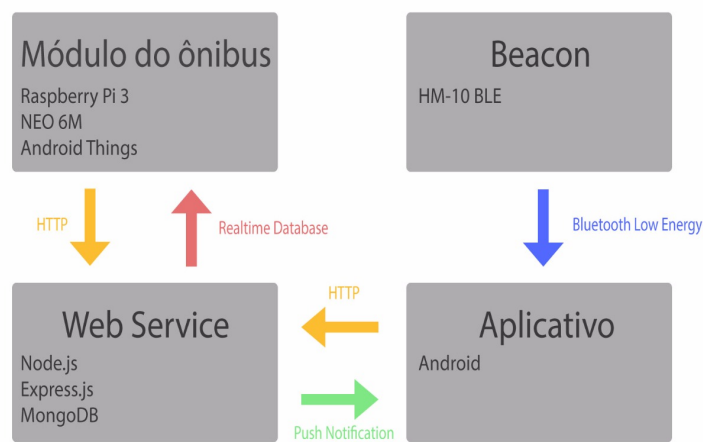 Módulo do ônibus
Raspberry Pi 3
NEO 6M
Android Things
Beacon
HM-10 BLE
HTTP
Realtime Database
Bluetooth Low Energy
Web Service
Node.js
Express.js
MongoDB
HTTP
Push Notification
Aplicativo
Android